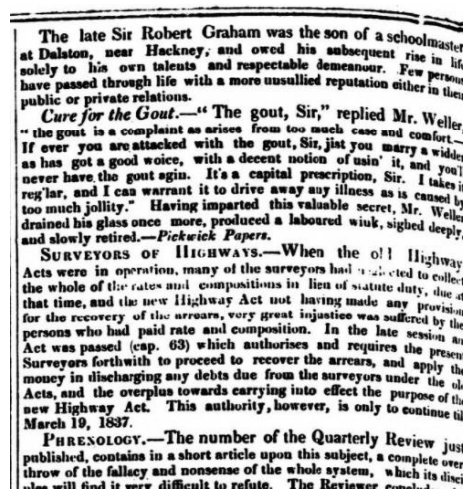 The late Sir Robert Graham was the son of a schoolmaster
at Dalston, near Hackney, and owed his subsequent rise in life
solely to his own talents and respectable demeanour. Few persons
have passed through life with a more unsullied reputation either in their
public or private relations.
Cure for the Gout.—" The gout, Sir," replied Mr. Weller,
" the gout is a complaint as arises from too much ease and comfort.—
If ever you are attacked with the gout, Sir, jist you marry a widder
as has got a good woice, with a decent notion of usin' it, and you'll
never have the gout agin. It's a capital prescription, Sir. I takes it
reg'lar, and I can warrant it to drive away any illness as is caused by
too much jollity." Having imparted this valuable secret, Mr. Weller
drained his glass once more, produced a laboured wink, sighed deeply,
and slowly retired.—Pickwick Papers.
SURVEYORS OF HIGHWAYS.—When the old Highway
Acts were in operation, many of the surveyors had neglected to collect
the whole of the rates and compositions in lieu of statute duty, due at
that time, and the new Highway Act not having made any provision
for the recovery of the arrears, very great injustice was suffered by the
persons who had paid rate and composition. In the late session an
Act was passed (cap. 63) which authorises and requires the present
Surveyors forthwith to proceed to recover the arrears, and apply the
money in discharging any debts due from the surveyors under the old
Acts, and the overplus towards carrying into effect the purpose of the
new Highway Act. This authority, however, is only to continue til
March 19, 1837.
PHRENOLOGY.—The number of the Quarterly Review just
published, contains in a short article upon this subject, a complete over
throw of the fallacy and nonsense of the whole system, which its disci
ples will find it very difficult to refute. The Reviewer